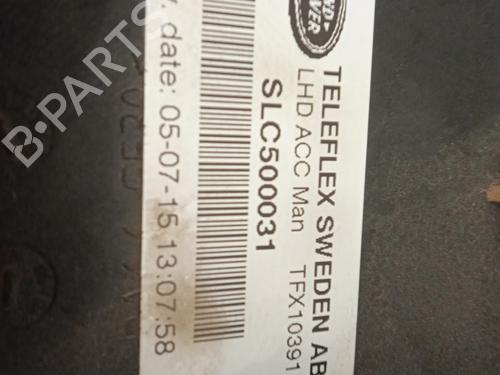 TELEFLEX SWEDEN AB
LHD ACC Man TFX10391
SLC500031
date: 05-07-15 13:07:58
B-PARTS